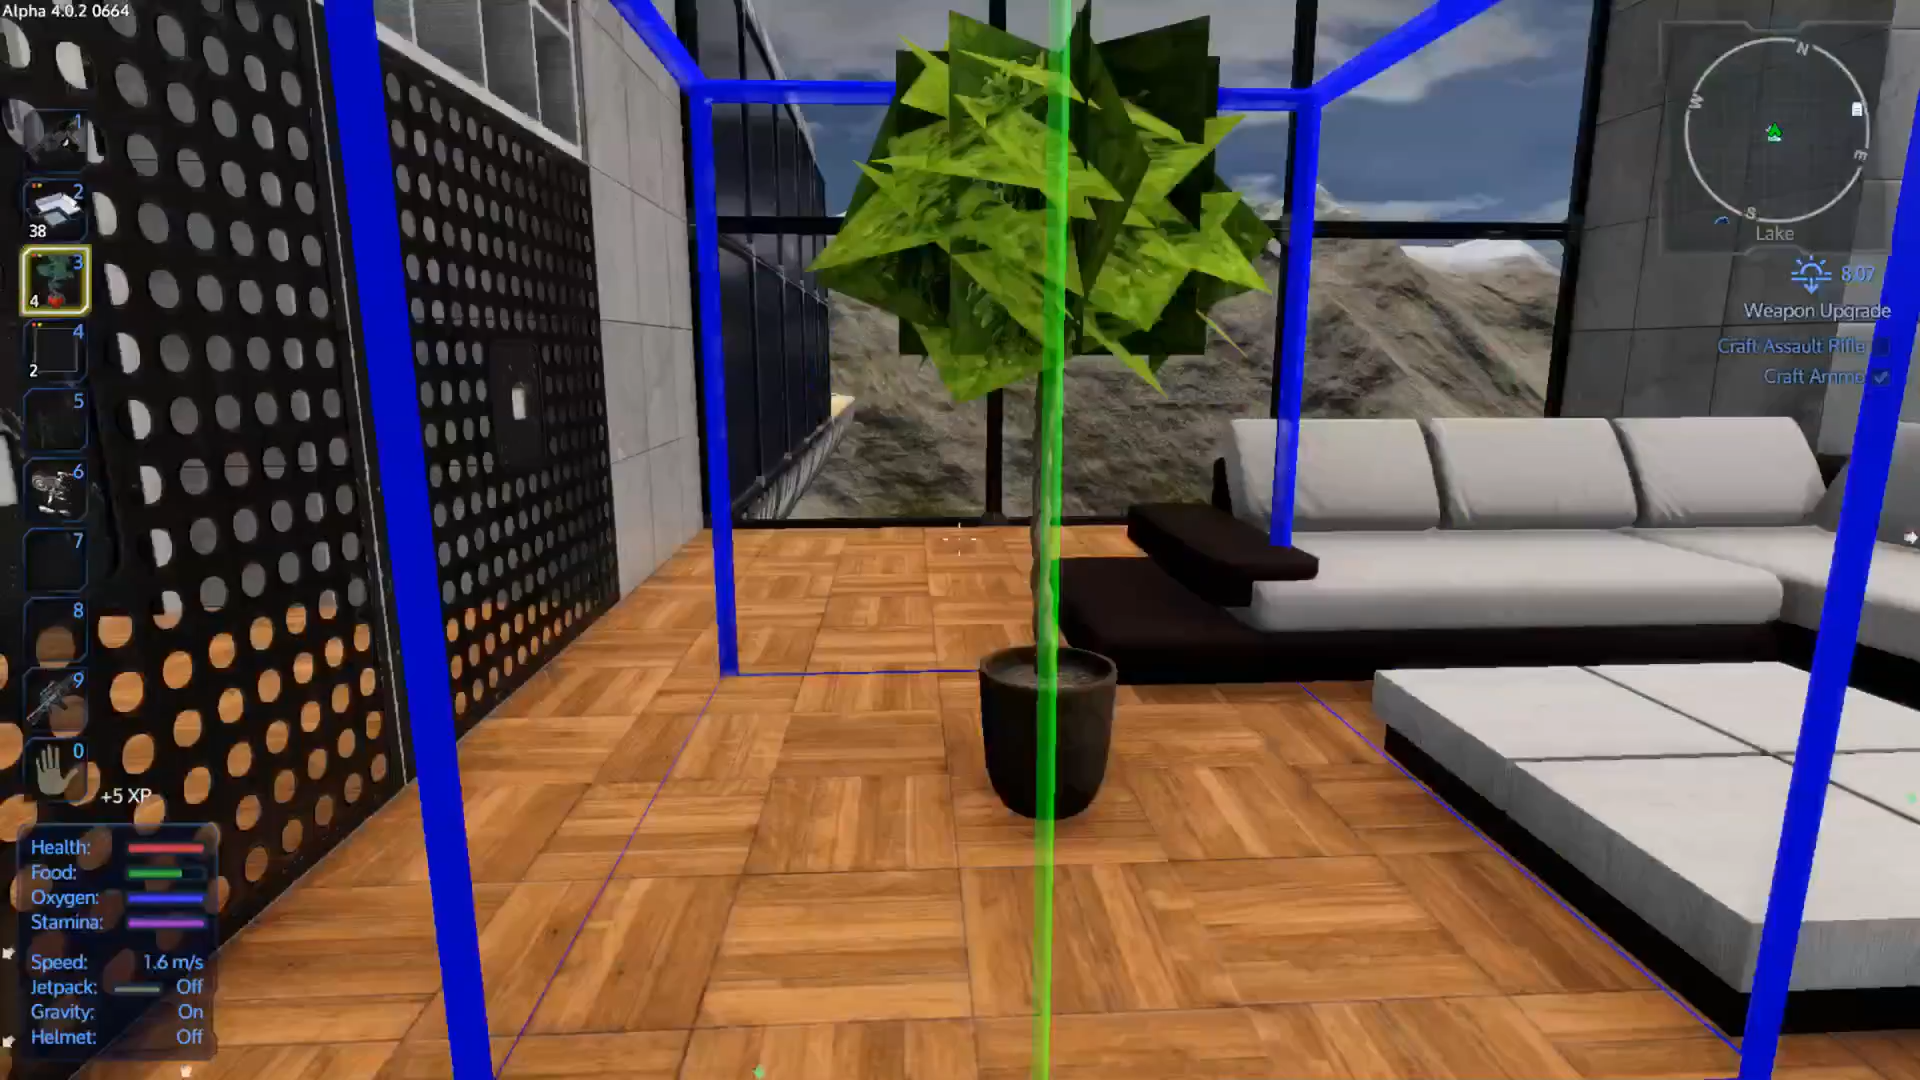 Alpha 4.0.2 0664
1
2
38
3
4
4
2
5
6
7
8
9
0
+5 XP
Health:
Food:
Oxygen:
Stamina:
Speed: 1.6 m/s
Jetpack: Off
Gravity: On
Helmet: Off
N
W
E
S
Lake
8:07
Weapon Upgrade
Craft Assault Rifle
Craft Ammo